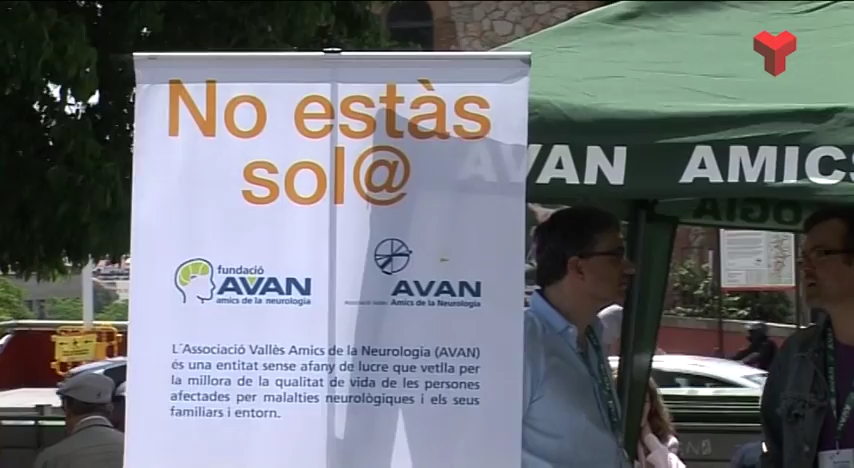 No estàs
sol@
AVAN AMICS
fundació
AVAN
amics de la neurologia
AVAN
Associació Vallès Amics de la Neurologia
L'Associació Vallès Amics de la Neurologia (AVAN)
és una entitat sense afany de lucre que vetlla per
la millora de la qualitat de vida de les persones
afectades per malalties neurològiques i els seus
familiars i entorn.